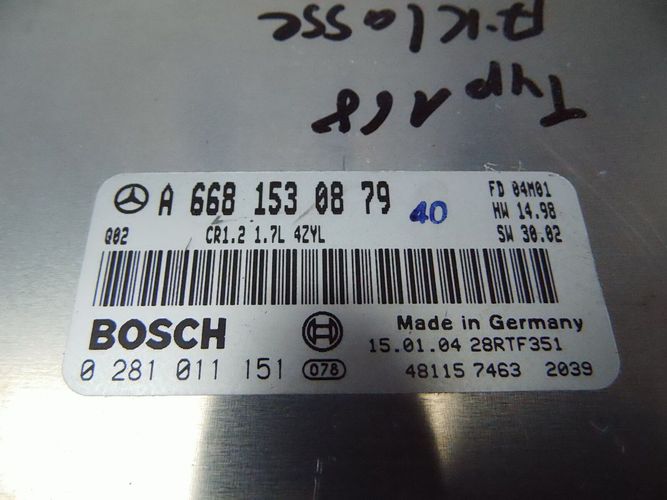 A-Klasse
Typ 168
A 668 153 08 79 40
FD 04M01
HW 14.98
SW 30.02
Q02 CR1.2 1.7L 4ZYL
BOSCH
Made in Germany
15.01.04 28RTF351
0 281 011 151 078
48115 7463 2039